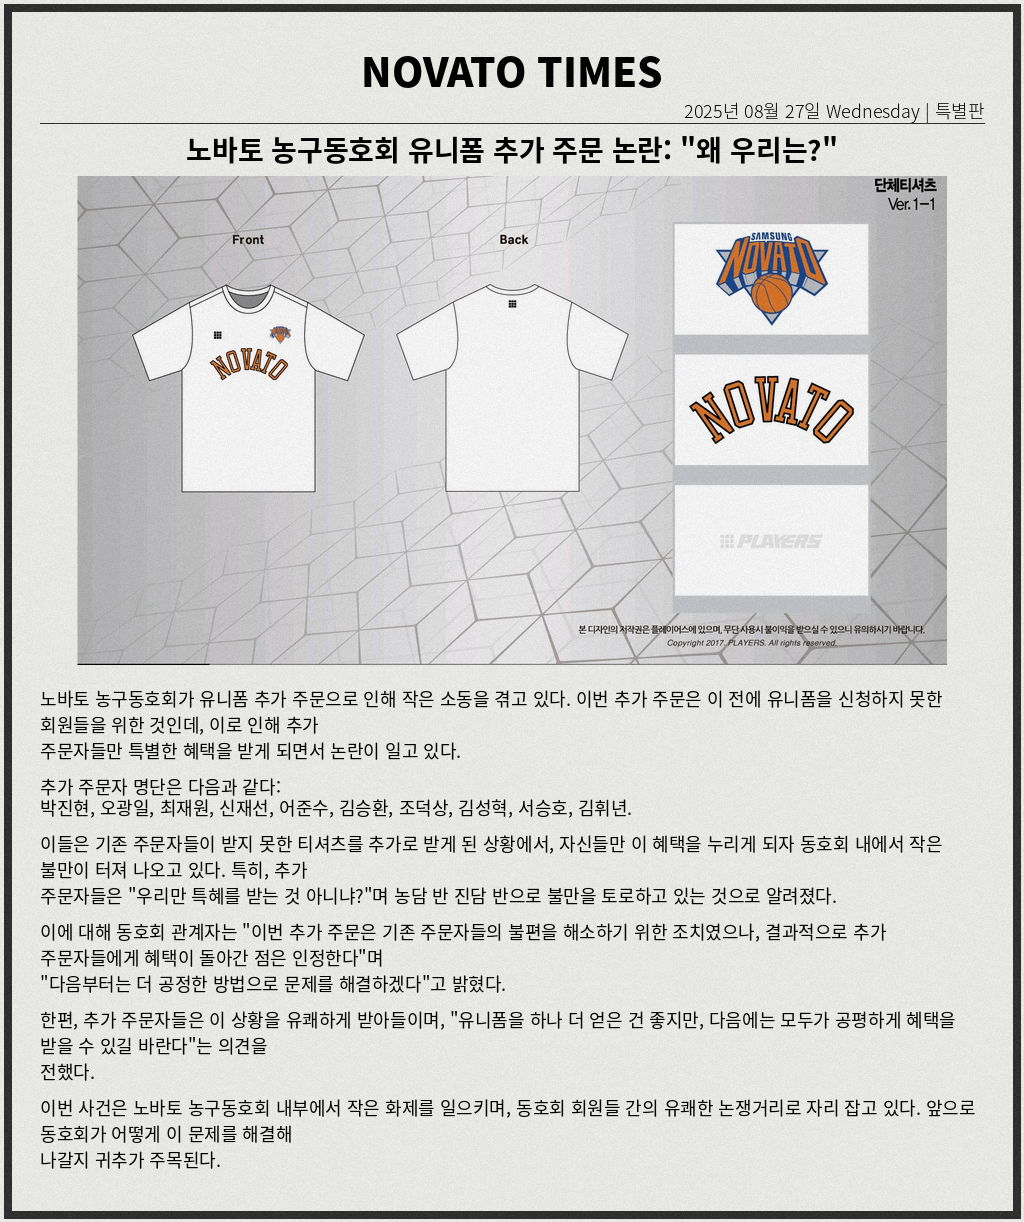 NOVATO TIMES
2025년 08월 27일 Wednesday | 특별판
노바토 농구동호회 유니폼 추가 주문 논란: "왜 우리는?"
단체티셔츠
Ver.1-1
Front
Back
NOVATO
SAMSUNG
NOVATO
NOVATO
PLAYERS
본 디자인의 저작권은 플레이어스에 있으며, 무단 사용시 불이익을 받으실 수 있으니 유의하시기 바랍니다.
Copyright 2017. PLAYERS. All rights reserved.
노바토 농구동호회가 유니폼 추가 주문으로 인해 작은 소동을 겪고 있다. 이번 추가 주문은 이 전에 유니폼을 신청하지 못한
회원들을 위한 것인데, 이로 인해 추가
주문자들만 특별한 혜택을 받게 되면서 논란이 일고 있다.
추가 주문자 명단은 다음과 같다:
박진현, 오광일, 최재원, 신재선, 어준수, 김승환, 조덕상, 김성혁, 서승호, 김휘년.
이들은 기존 주문자들이 받지 못한 티셔츠를 추가로 받게 된 상황에서, 자신들만 이 혜택을 누리게 되자 동호회 내에서 작은
불만이 터져 나오고 있다. 특히, 추가
주문자들은 "우리만 특혜를 받는 것 아니냐?"며 농담 반 진담 반으로 불만을 토로하고 있는 것으로 알려졌다.
이에 대해 동호회 관계자는 "이번 추가 주문은 기존 주문자들의 불편을 해소하기 위한 조치였으나, 결과적으로 추가
주문자들에게 혜택이 돌아간 점은 인정한다"며
"다음부터는 더 공정한 방법으로 문제를 해결하겠다"고 밝혔다.
한편, 추가 주문자들은 이 상황을 유쾌하게 받아들이며, "유니폼을 하나 더 얻은 건 좋지만, 다음에는 모두가 공평하게 혜택을
받을 수 있길 바란다"는 의견을
전했다.
이번 사건은 노바토 농구동호회 내부에서 작은 화제를 일으키며, 동호회 회원들 간의 유쾌한 논쟁거리로 자리 잡고 있다. 앞으로
동호회가 어떻게 이 문제를 해결해
나갈지 귀추가 주목된다.